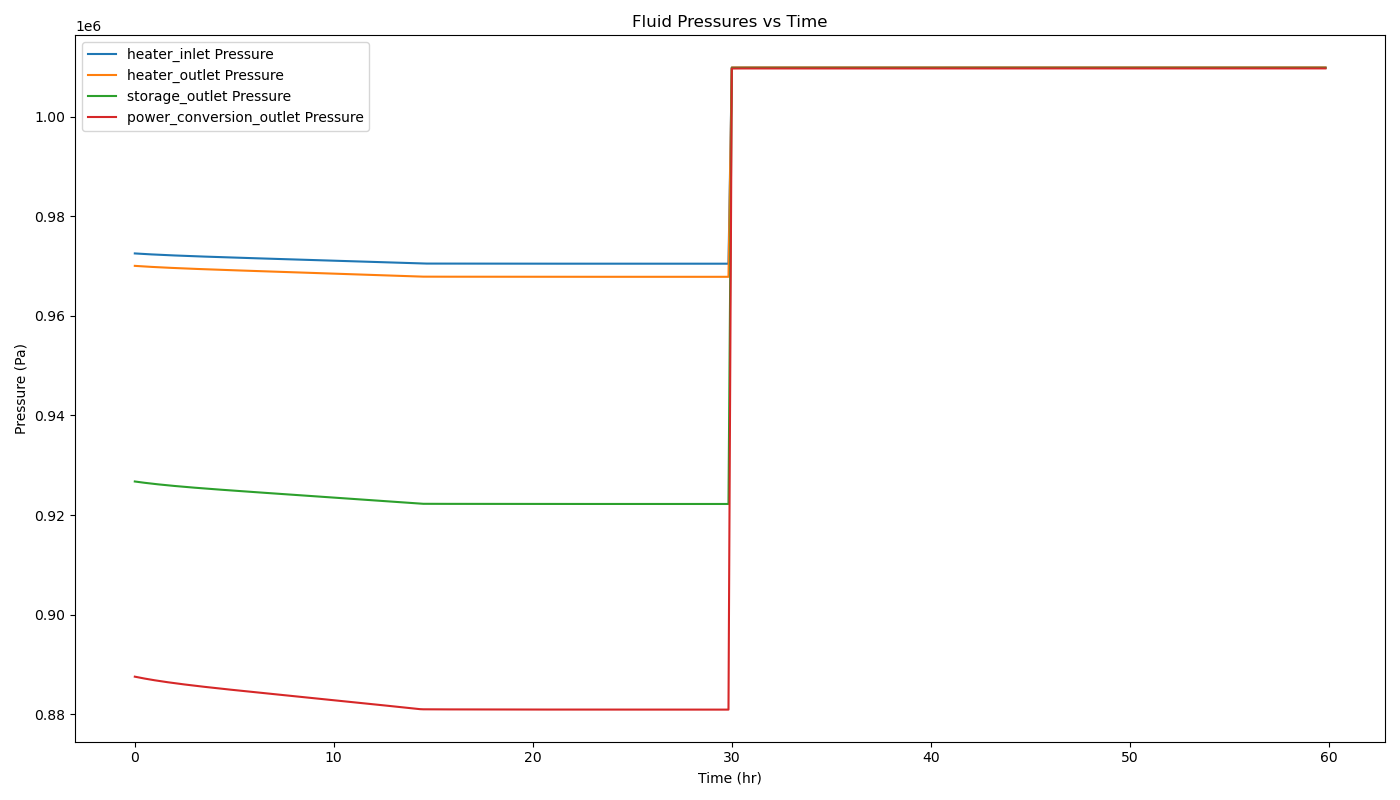 Fluid Pressures vs Time
1e6
heater_inlet Pressure
heater_outlet Pressure
storage_outlet Pressure
power_conversion_outlet Pressure
1.00
0.98
0.96
0.94
0.92
0.90
0.88
Pressure (Pa)
0 10 20 30 40 50 60
Time (hr)